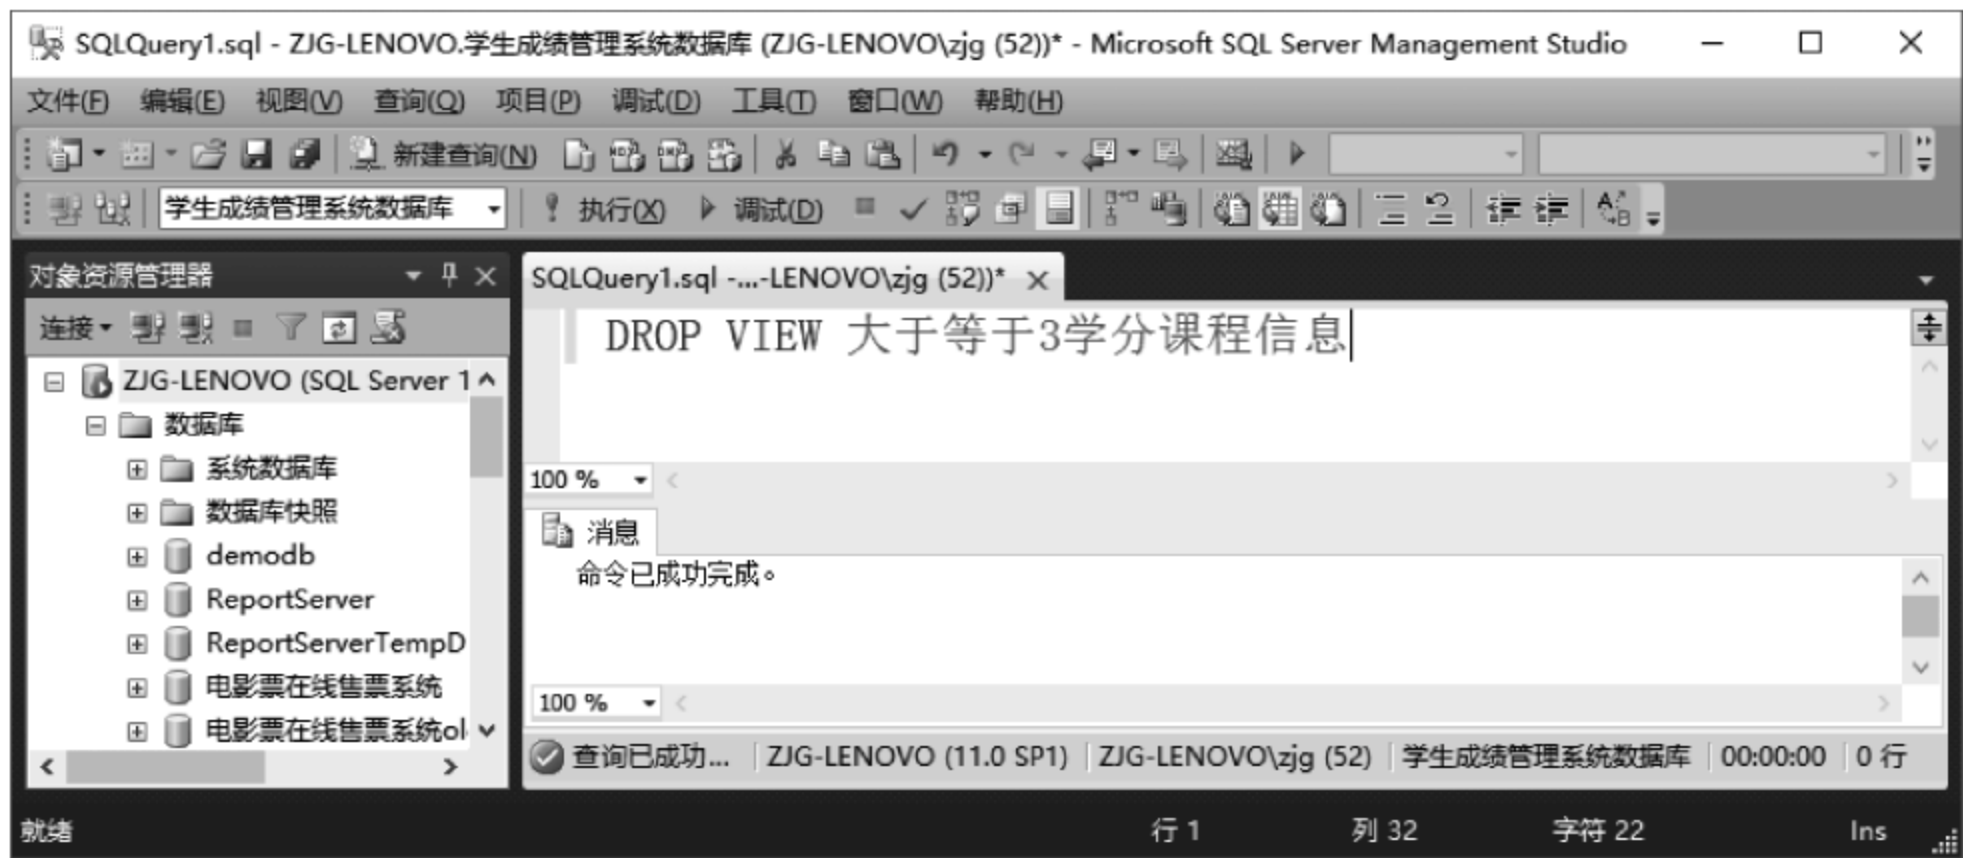 SQLQuery1.sql - ZJG-LENOVO.学生成绩管理系统数据库 (ZJG-LENOVO\zjg (52))* - Microsoft SQL Server Management Studio
文件(F) 编辑(E) 视图(V) 查询(Q) 项目(P) 调试(D) 工具(T) 窗口(W) 帮助(H)
新建查询(N)
学生成绩管理系统数据库 执行(X) 调试(D)
对象资源管理器
连接
ZJG-LENOVO (SQL Server 1
数据库
系统数据库
数据库快照
demodb
ReportServer
ReportServerTempD
电影票在线售票系统
电影票在线售票系统ol
SQLQuery1.sql -...-LENOVO\zjg (52))*
DROP VIEW 大于等于3学分课程信息
100 %
消息
命令已成功完成。
100 %
查询已成功... ZJG-LENOVO (11.0 SP1) ZJG-LENOVO\zjg (52) 学生成绩管理系统数据库 00:00:00 0 行
就绪 行 1 列 32 字符 22 Ins